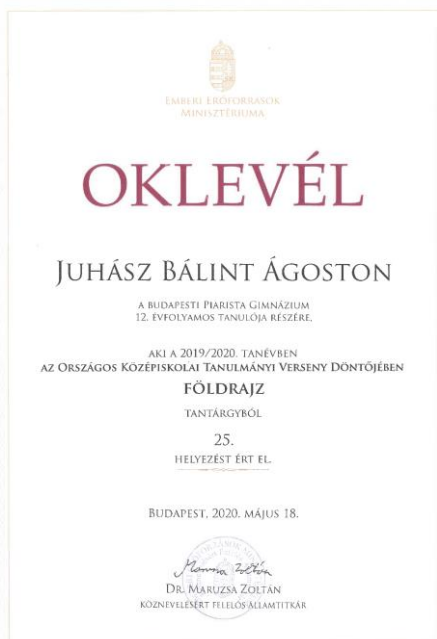 EMBERI ERŐFORRÁSOK
MINISZTÉRIUMA
OKLEVÉL
JUHÁSZ BÁLINT ÁGOSTON
A BUDAPESTI PIARISTA GIMNÁZIUM
12. ÉVFOLYAMOS TANULÓJA RÉSZÉRE,
AKI A 2019/2020. TANÉVBEN
AZ ORSZÁGOS KÖZÉPISKOLAI TANULMÁNYI VERSENY DÖNTŐJÉBEN
FÖLDRAJZ
TANTÁRGYBÓL
25.
HELYEZÉST ÉRT EL.
BUDAPEST, 2020. MÁJUS 18.
DR. MARUZSA ZOLTÁN
KÖZNEVELÉSÉRT FELELŐS ÁLLAMTITKÁR